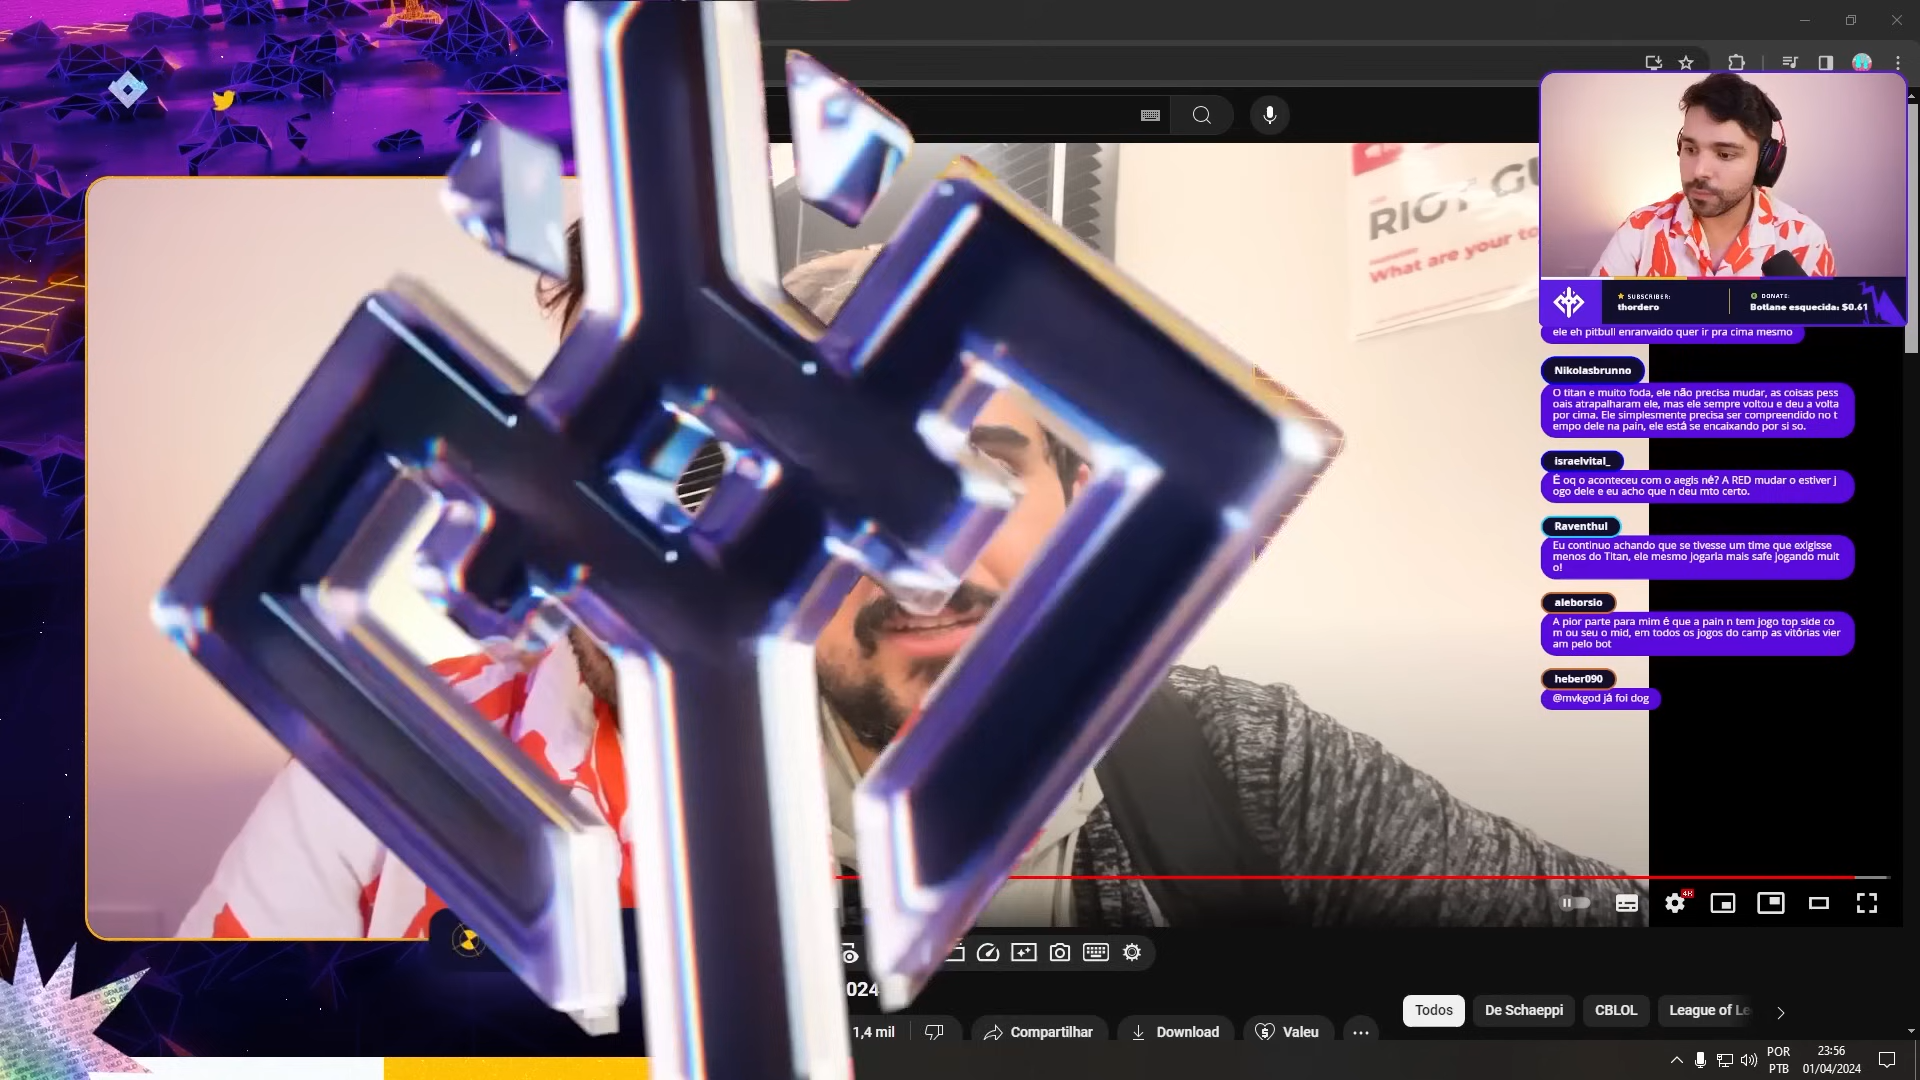 RIOT GU
What are your to
SUBSCRIBER:
thordero
DONATE:
Botlane esquecida: $0.61
ele eh pitbull enranvaido quer ir pra cima mesmo
Nikolasbrunno
O titan e muito foda, ele não precisa mudar, as coisas pess
oais atrapalharam ele, mas ele sempre voltou e deu a volta
por cima. Ele simplesmente precisa ser compreendido no t
empo dele na pain, ele está se encaixando por si so.
israelvital_
É oq o aconteceu com o aegis né? A RED mudar o estiver j
ogo dele e eu acho que n deu mto certo.
Raventhul
Eu continuo achando que se tivesse um time que exigisse
menos do Titan, ele mesmo jogaria mais safe jogando muit
o!
aleborsio
A pior parte para mim é que a pain n tem jogo top side co
m ou seu o mid, em todos os jogos do camp as vitórias vier
am pelo bot
heber090
@mvkgod já foi dog
4K
024
1,4 mil
Compartilhar
Download
Valeu
Todos
De Schaeppi
CBLOL
League of Le
POR
PTB
23:56
01/04/2024